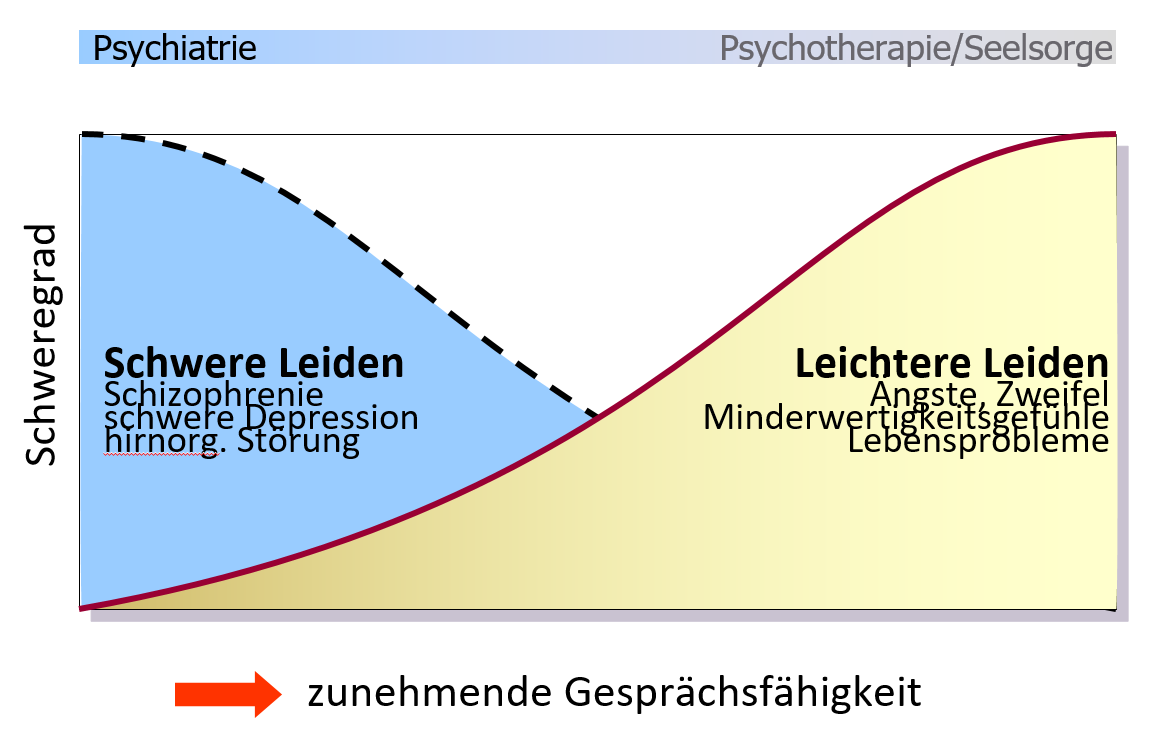 Psychiatrie
Psychotherapie/Seelsorge
Schweregrad
Schwere Leiden
Schizophrenie
schwere Depression
hirnorg. Störung
Leichtere Leiden
Ängste, Zweifel
Minderwertigkeitsgefühle
Lebensprobleme
zunehmende Gesprächsfähigkeit